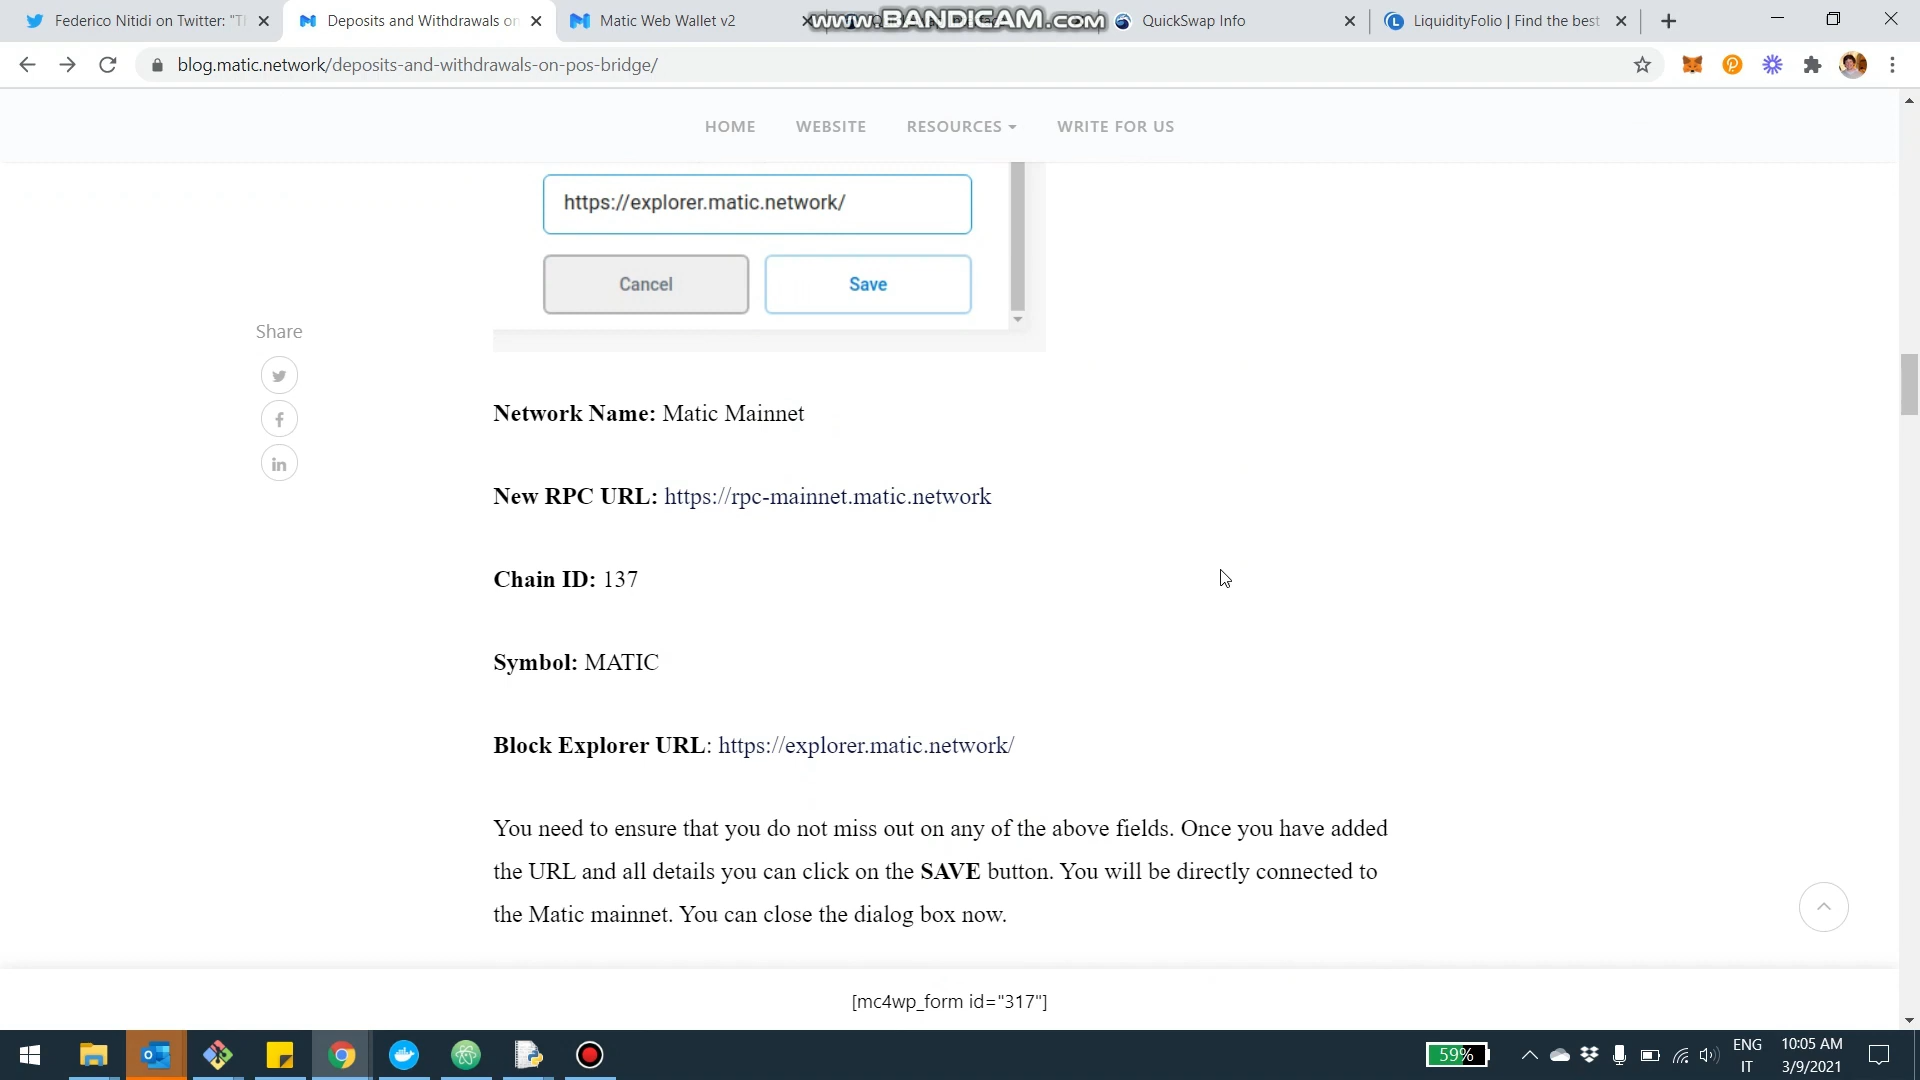 Federico Nitidi on Twitter: "Tl
Deposits and Withdrawals on
Matic Web Wallet v2
www.BANDICAM.com
QuickSwap Info
LiquidityFolio | Find the best
blog.matic.network/deposits-and-withdrawals-on-pos-bridge/
HOME
WEBSITE
RESOURCES
WRITE FOR US
https://explorer.matic.network/
Cancel
Save
Share
Network Name: Matic Mainnet
New RPC URL: https://rpc-mainnet.matic.network
Chain ID: 137
Symbol: MATIC
Block Explorer URL: https://explorer.matic.network/
You need to ensure that you do not miss out on any of the above fields. Once you have added
the URL and all details you can click on the SAVE button. You will be directly connected to
the Matic mainnet. You can close the dialog box now.
[mc4wp_form id="317"]
59%
ENG
IT
10:05 AM
3/9/2021